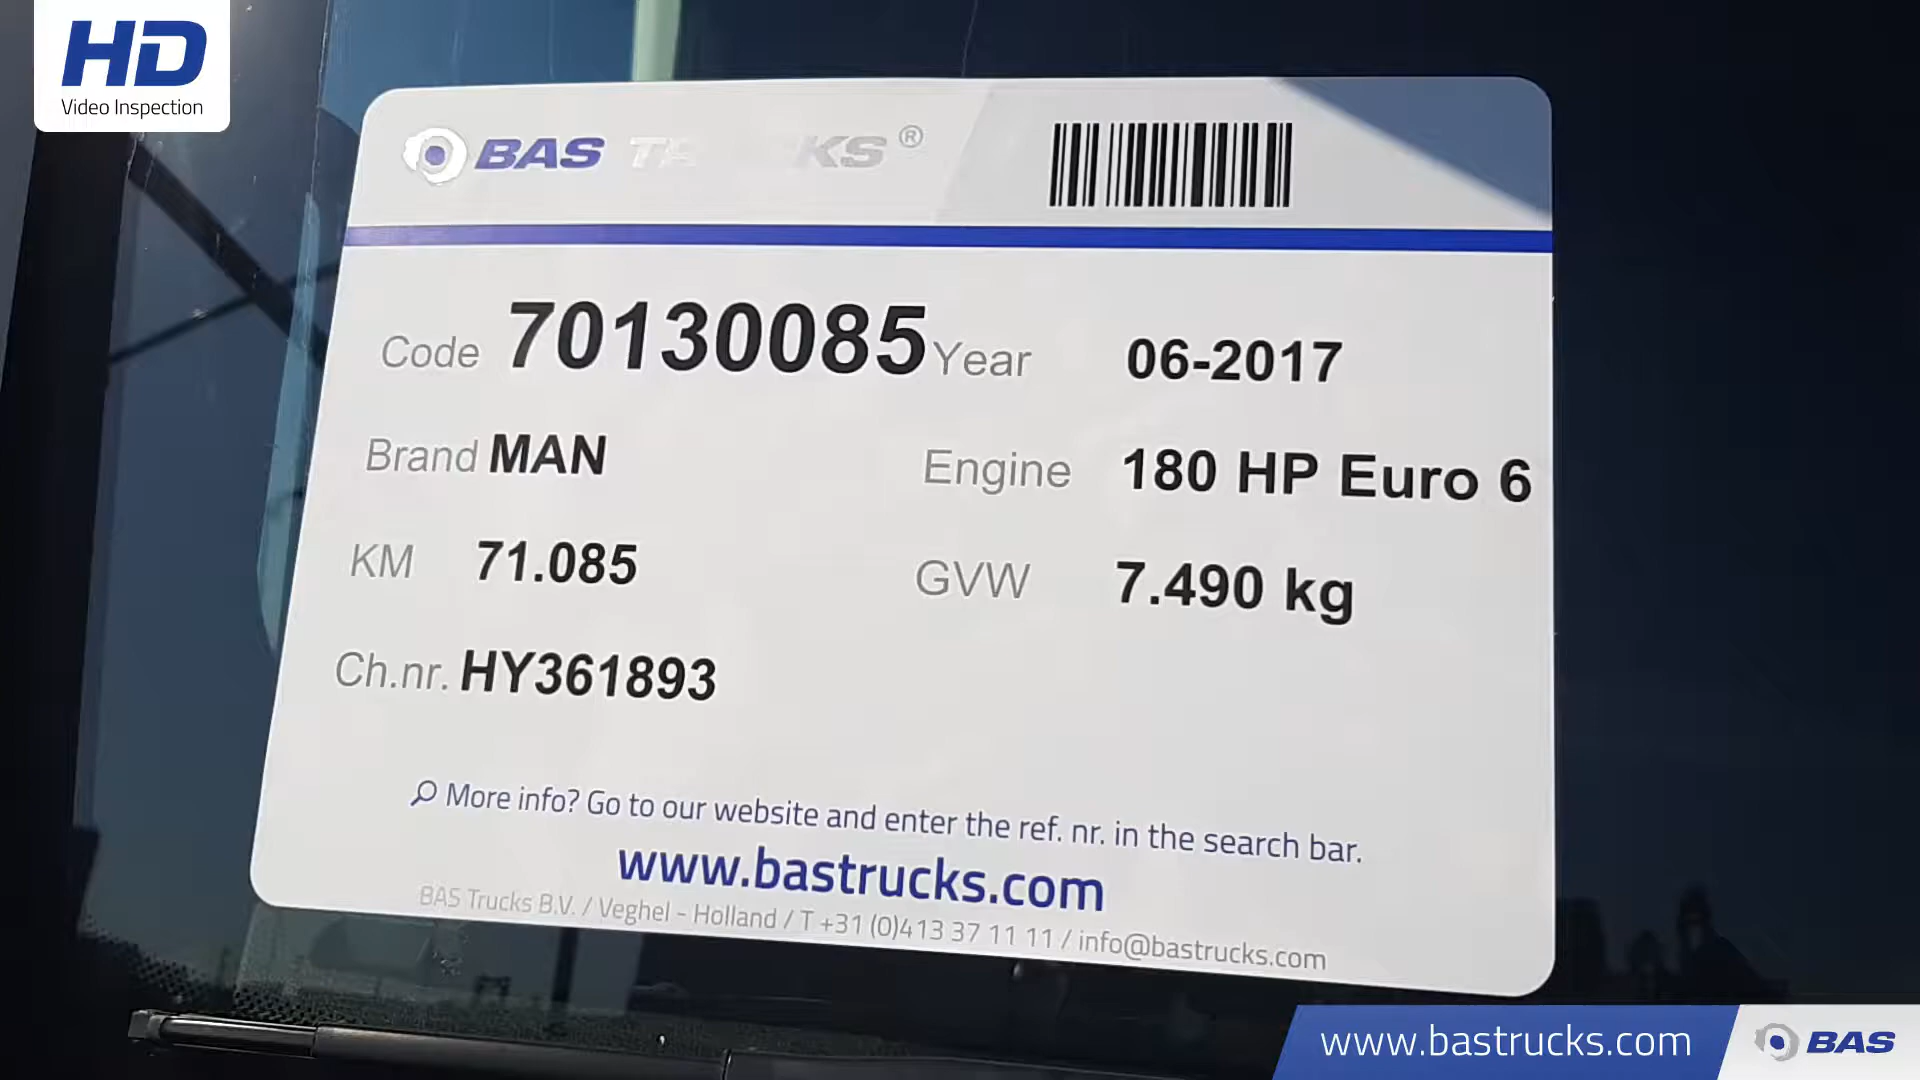 HD
Video Inspection
BAS ®
Code 70130085 Year 06-2017
Brand MAN Engine 180 HP Euro 6
KM 71.085 GVW 7.490 kg
Ch.nr. HY361893
More info? Go to our website and enter the ref. nr. in the search bar.
www.bastrucks.com
BAS Trucks B.V. / Veghel - Holland / T +31 (0)413 37 11 11 / info@bastrucks.com
www.bastrucks.com BAS